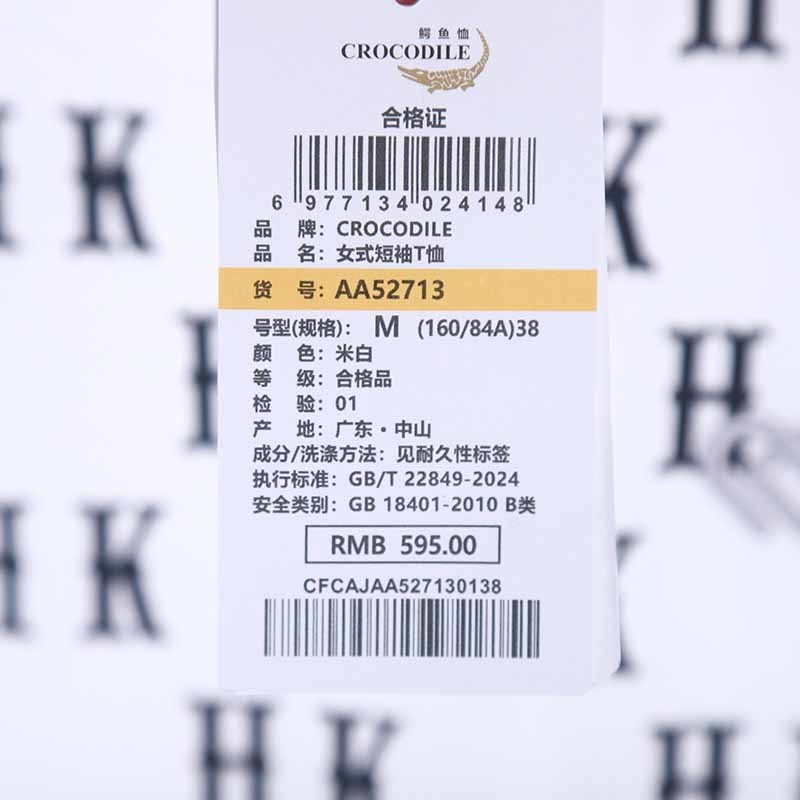 鳄鱼恤
CROCODILE
合格证
6 977134 024148
品 牌：CROCODILE
品 名：女式短袖T恤
货 号：AA52713
号型(规格)： M (160/84A)38
颜 色：米白
等 级：合格品
检 验：01
产 地：广东·中山
成分/洗涤方法：见耐久性标签
执行标准：GB/T 22849-2024
安全类别：GB 18401-2010 B类
RMB 595.00
CFCAJAA527130138
H
HK
K
H
H
HK
HK
H